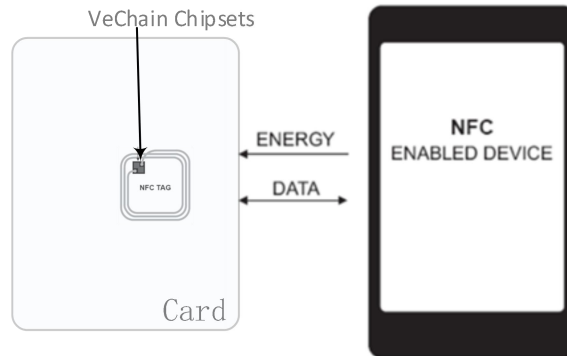 VeChain Chipsets
NFC TAG
Card
ENERGY
DATA
NFC
ENABLED DEVICE